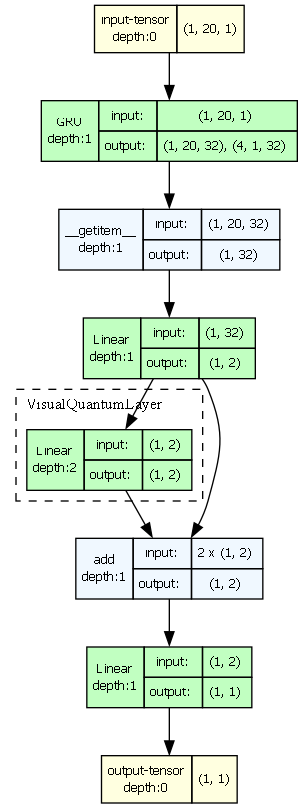 input-tensor
depth:0
(1, 20, 1)
GRU
depth:1
input:
(1, 20, 1)
output:
(1, 20, 32), (4, 1, 32)
__getitem__
depth:1
input:
(1, 20, 32)
output:
(1, 32)
Linear
depth:1
input:
(1, 32)
output:
(1, 2)
VisualQuantumLayer
Linear
depth:2
input:
(1, 2)
output:
(1, 2)
add
depth:1
input:
2 x (1, 2)
output:
(1, 2)
Linear
depth:1
input:
(1, 2)
output:
(1, 1)
output-tensor
depth:0
(1, 1)